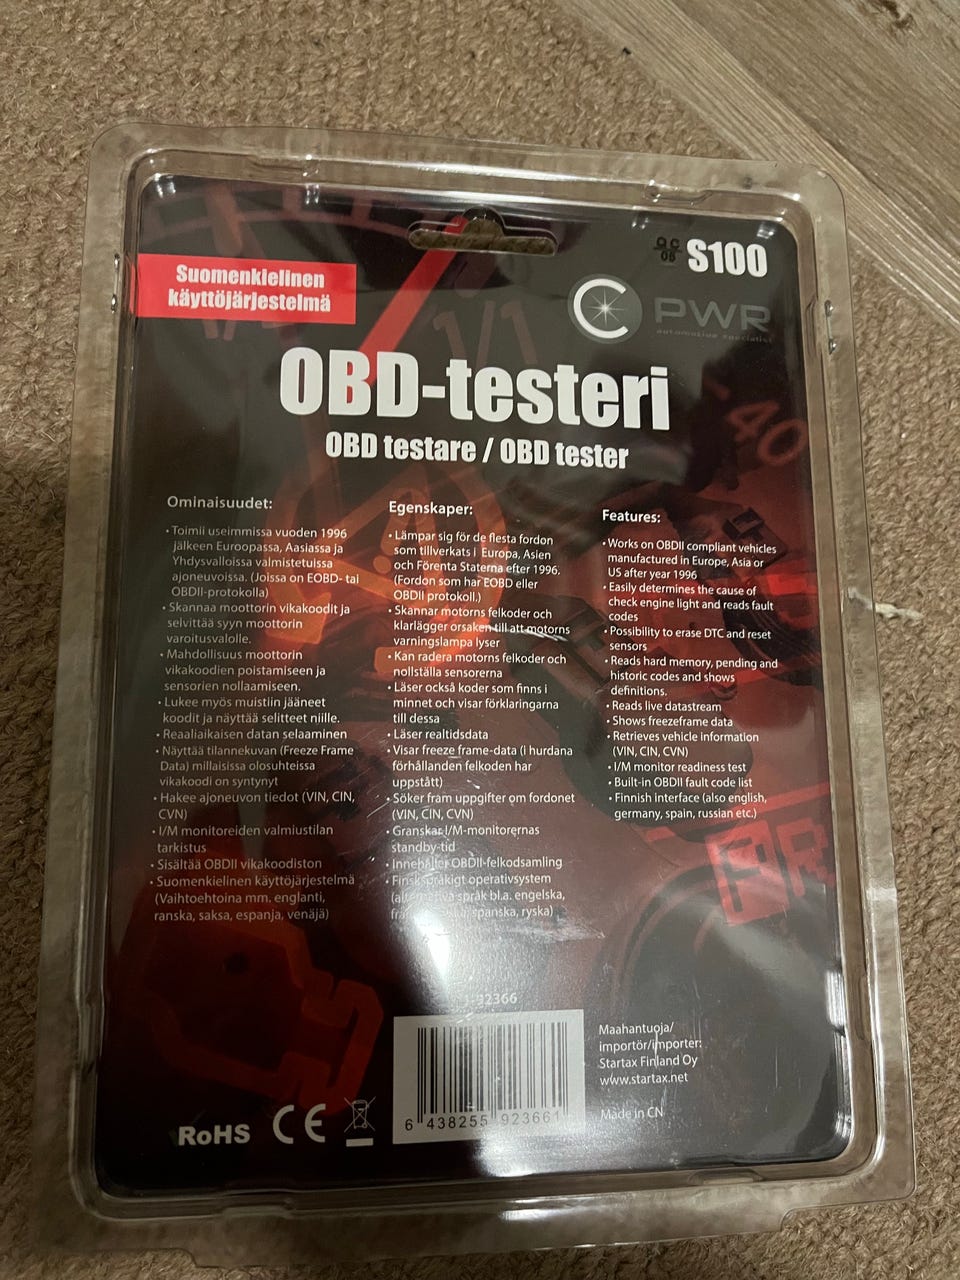 Suomenkielinen
käyttöjärjestelmä
QC
08
S100
C PWR
automotive specialist
OBD-testeri
OBD testare / OBD tester
Ominaisuudet:
• Toimii useimmissa vuoden 1996
jälkeen Euroopassa, Aasiassa ja
Yhdysvalloissa valmistetuissa
ajoneuvoissa. (Joissa on EOBD- tai
OBDII-protokolla)
• Skannaa moottorin vikakoodit ja
selvittää syyn moottorin
varoitusvalolle.
• Mahdollisuus moottorin
vikakoodien poistamiseen ja
sensorien nollaamiseen.
• Lukee myös muistiin jääneet
koodit ja näyttää selitteet niille.
• Reaaliaikaisen datan selaaminen
• Näyttää tilannekuvan (Freeze Frame
Data) millaisissa olosuhteissa
vikakoodi on syntynyt
• Hakee ajoneuvon tiedot (VIN, CIN,
CVN)
• I/M monitoreiden valmiustilan
tarkistus
• Sisältää OBDII vikakoodiston
• Suomenkielinen käyttöjärjestelmä
(Vaihtoehtoina mm. englanti,
ranska, saksa, espanja, venäjä)
Egenskaper:
• Lämpar sig för de flesta fordon
som tillverkats i Europa, Asien
och Förenta Staterna efter 1996.
(Fordon som har EOBD eller
OBDII protokoll.)
• Skannar motorns felkoder och
klarlägger orsaken till att motorns
varningslampa lyser
• Kan radera motorns felkoder och
nollställa sensorerna
• Läser också koder som finns i
minnet och visar förklaringarna
till dessa
• Läser realtidsdata
• Visar freeze frame-data (i hurdana
förhållanden felkoden har
uppstått)
• Söker fram uppgifter om fordonet
(VIN, CIN, CVN)
• Granskar I/M-monitorernas
standby-tid
• Innehåller OBDII-felkodsamling
• Finskspråkigt operativsystem
(alternativa språk bl.a. engelska,
spanska, ryska)
Features:
• Works on OBDII compliant vehicles
manufactured in Europe, Asia or
US after year 1996
• Easily determines the cause of
check engine light and reads fault
codes
• Possibility to erase DTC and reset
sensors
• Reads hard memory, pending and
historic codes and shows
definitions.
• Reads live datastream
• Shows freezeframe data
• Retrieves vehicle information
(VIN, CIN, CVN)
• I/M monitor readiness test
• Built-in OBDII fault code list
• Finnish interface (also english,
germany, spain, russian etc.)
-92366
6 438255 923661
Maahantuoja/
importör/importer:
Startax Finland Oy
www.startax.net
Made in CN
RoHS CE